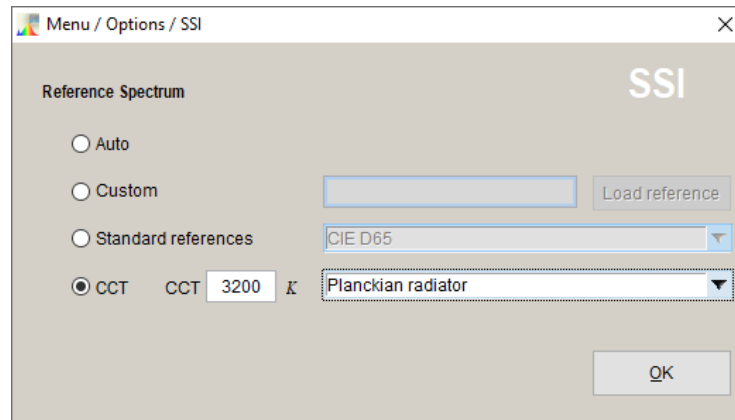 Menu / Options / SSI
SSI
Reference Spectrum
Auto
Custom Load reference
Standard references CIE D65
CCT CCT 3200 K Planckian radiator
OK